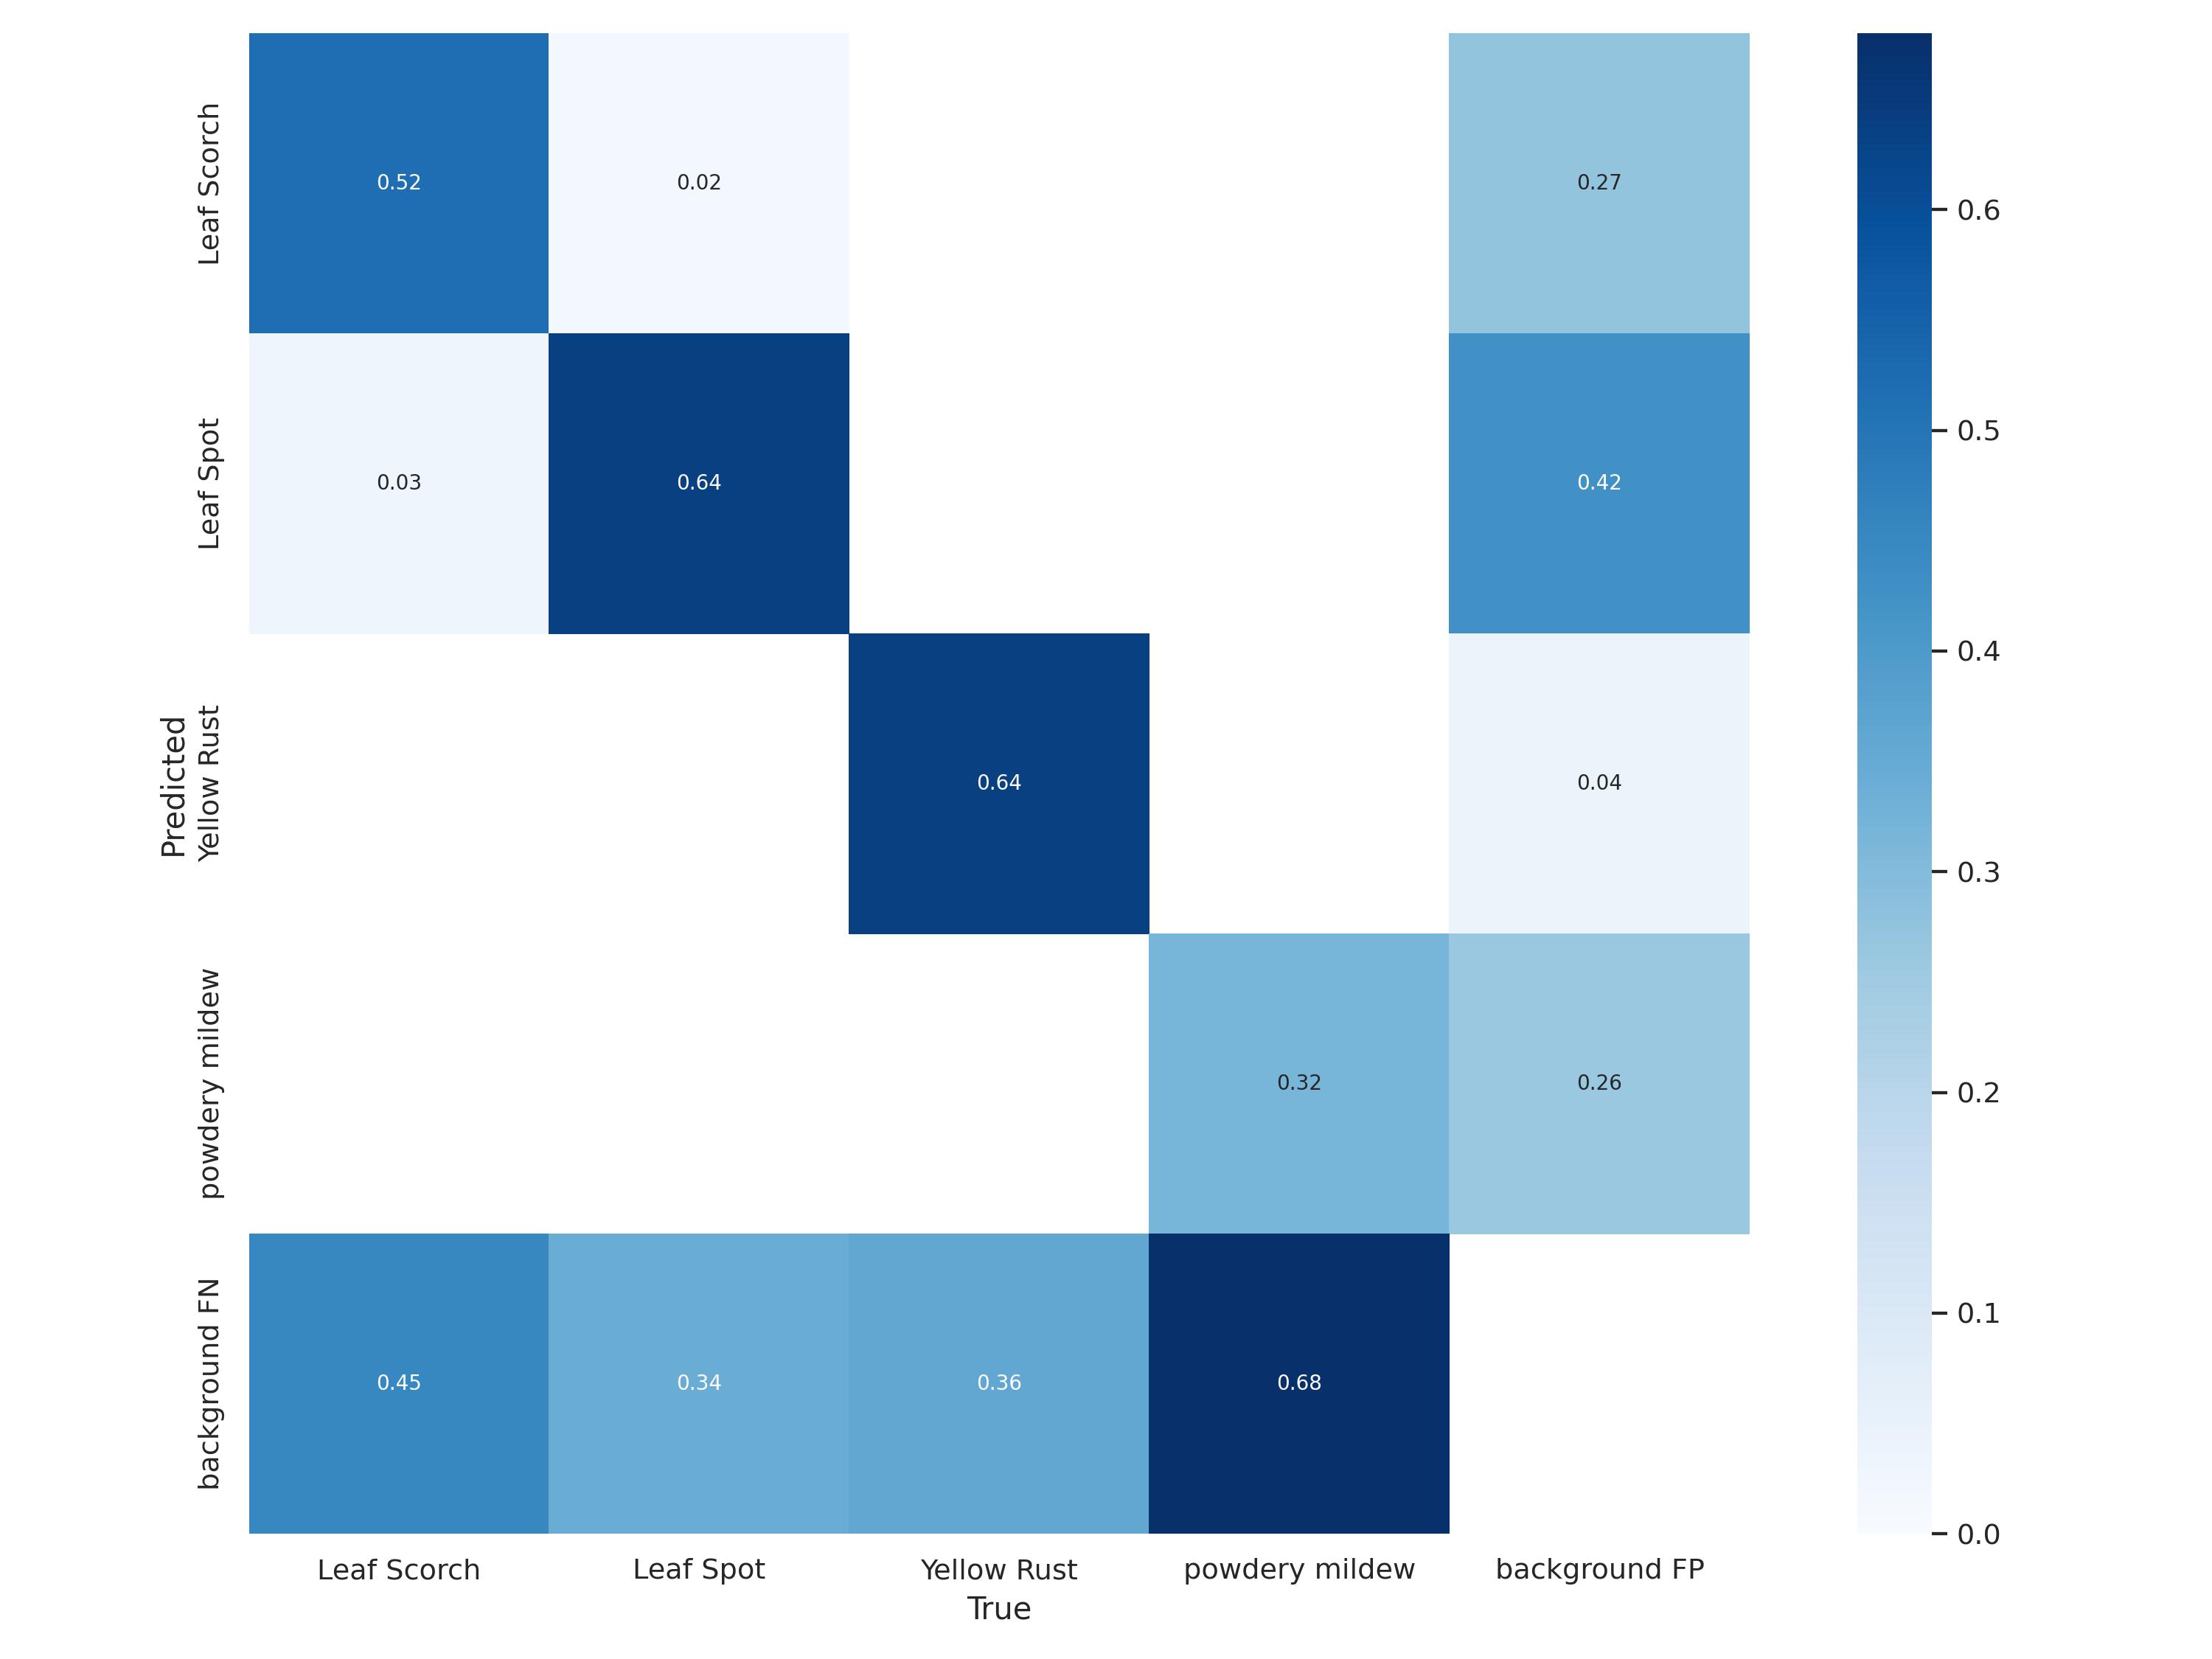 Predicted
Leaf Scorch
0.52
0.02
0.27
Leaf Spot
0.03
0.64
0.42
Yellow Rust
0.64
0.04
powdery mildew
0.32
0.26
background FN
0.45
0.34
0.36
0.68
Leaf Scorch
Leaf Spot
Yellow Rust
powdery mildew
background FP
True
0.6
0.5
0.4
0.3
0.2
0.1
0.0